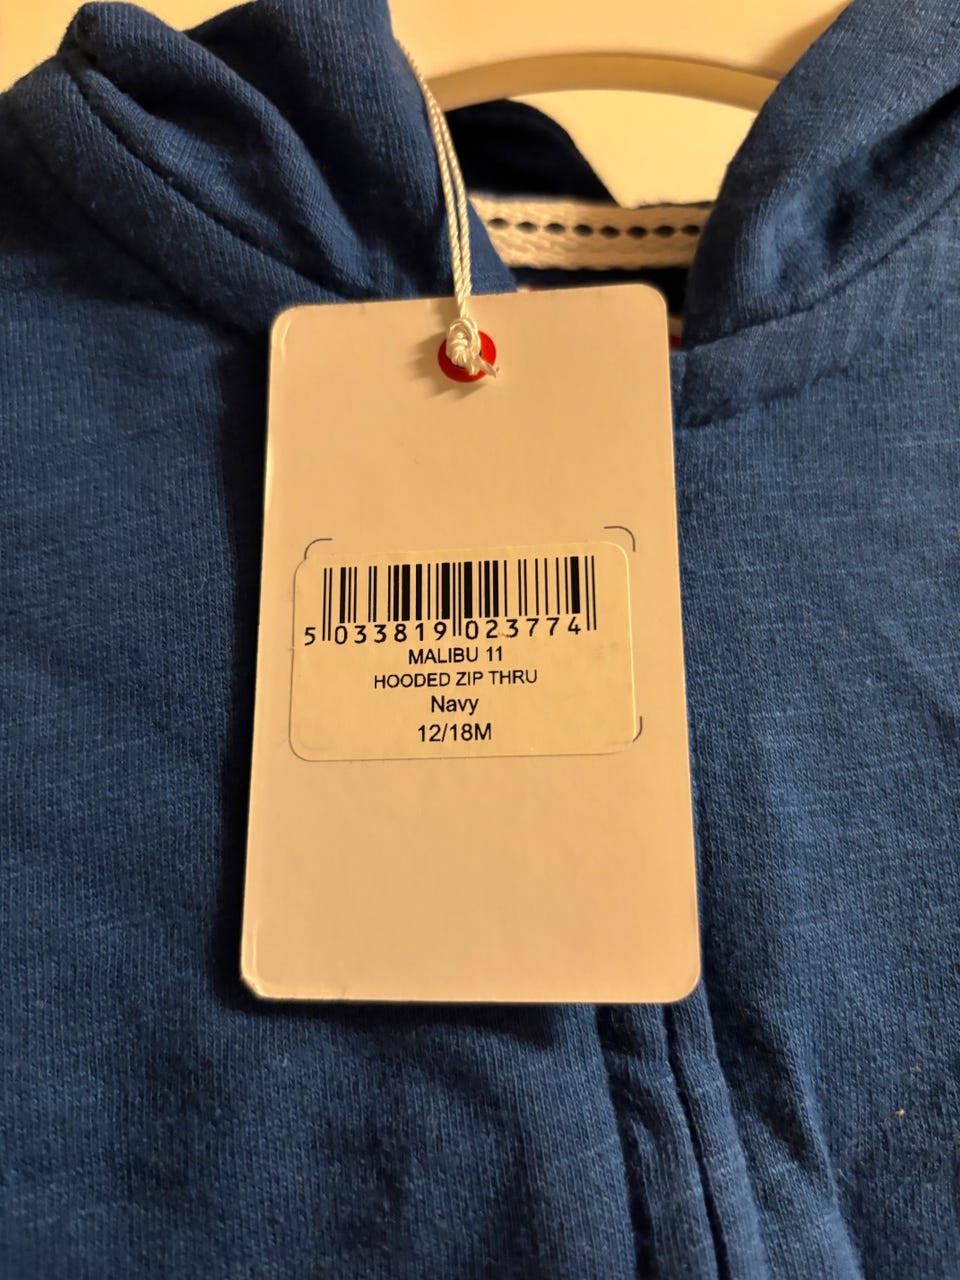 5 033819 023774
MALIBU 11
HOODED ZIP THRU
Navy
12/18M